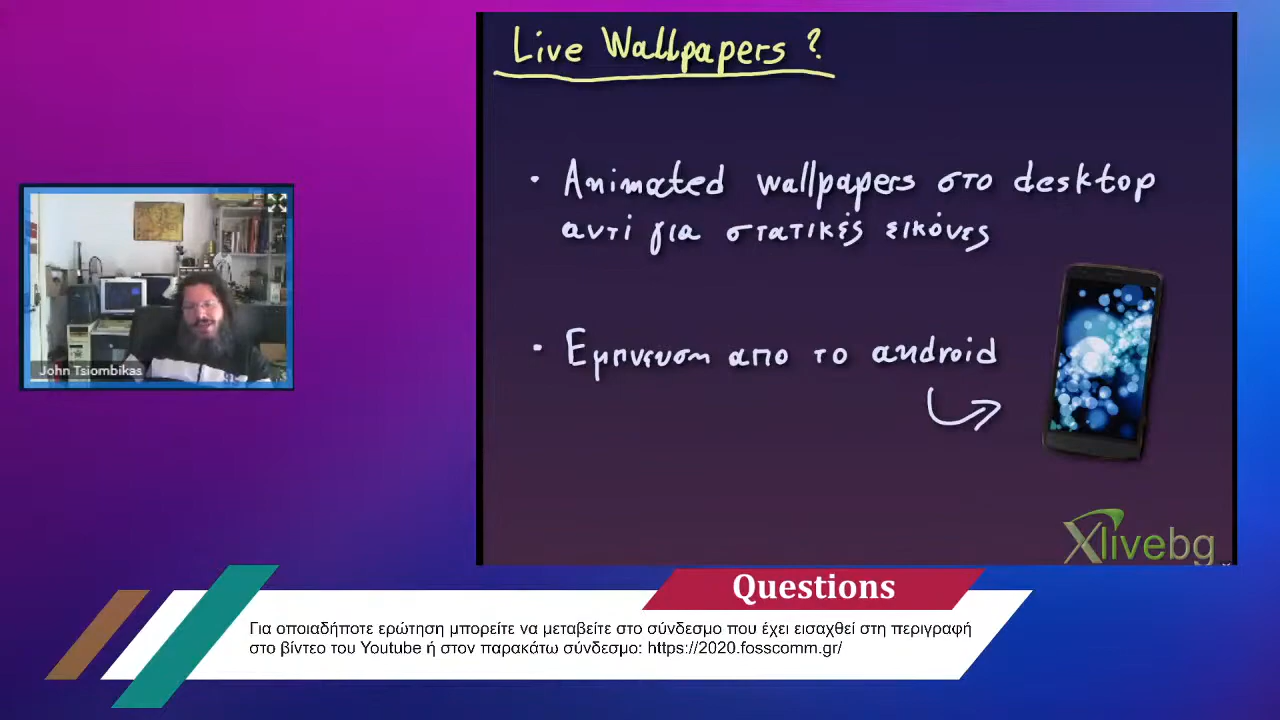 Live Wallpapers ?
• Animated wallpapers στο desktop
αντί για στατικές εικόνες
• Εμπνευση απο το android
Xlivebg
John Tsiombikas
Questions
Για οποιαδήποτε ερώτηση μπορείτε να μεταβείτε στο σύνδεσμο που έχει εισαχθεί στη περιγραφή
στο βίντεο του Youtube ή στον παρακάτω σύνδεσμο: https://2020.fosscomm.gr/